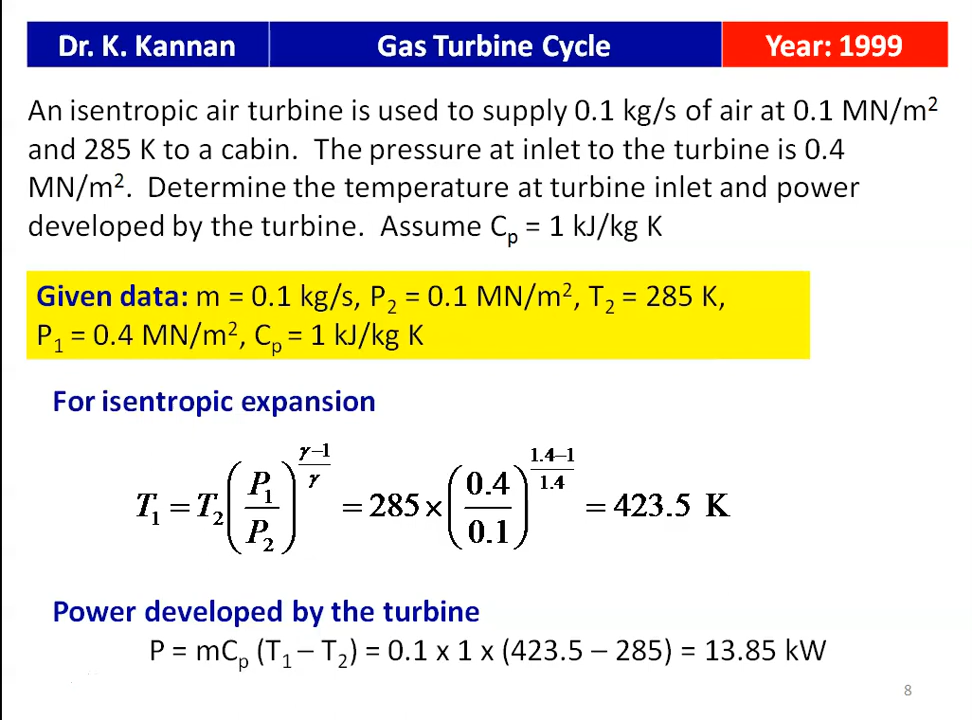 Dr. K. Kannan
Gas Turbine Cycle
Year: 1999
An isentropic air turbine is used to supply 0.1 kg/s of air at 0.1 MN/m²
and 285 K to a cabin. The pressure at inlet to the turbine is 0.4
MN/m². Determine the temperature at turbine inlet and power
developed by the turbine. Assume Cₚ = 1 kJ/kg K
Given data: m = 0.1 kg/s, P₂ = 0.1 MN/m², T₂ = 285 K,
P₁ = 0.4 MN/m², Cₚ = 1 kJ/kg K
For isentropic expansion
T₁ = T₂(P₁/P₂)^((γ−1)/γ) = 285×(0.4/0.1)^((1.4−1)/1.4) = 423.5 K
Power developed by the turbine
P = mCₚ (T₁ – T₂) = 0.1 x 1 x (423.5 – 285) = 13.85 kW
8